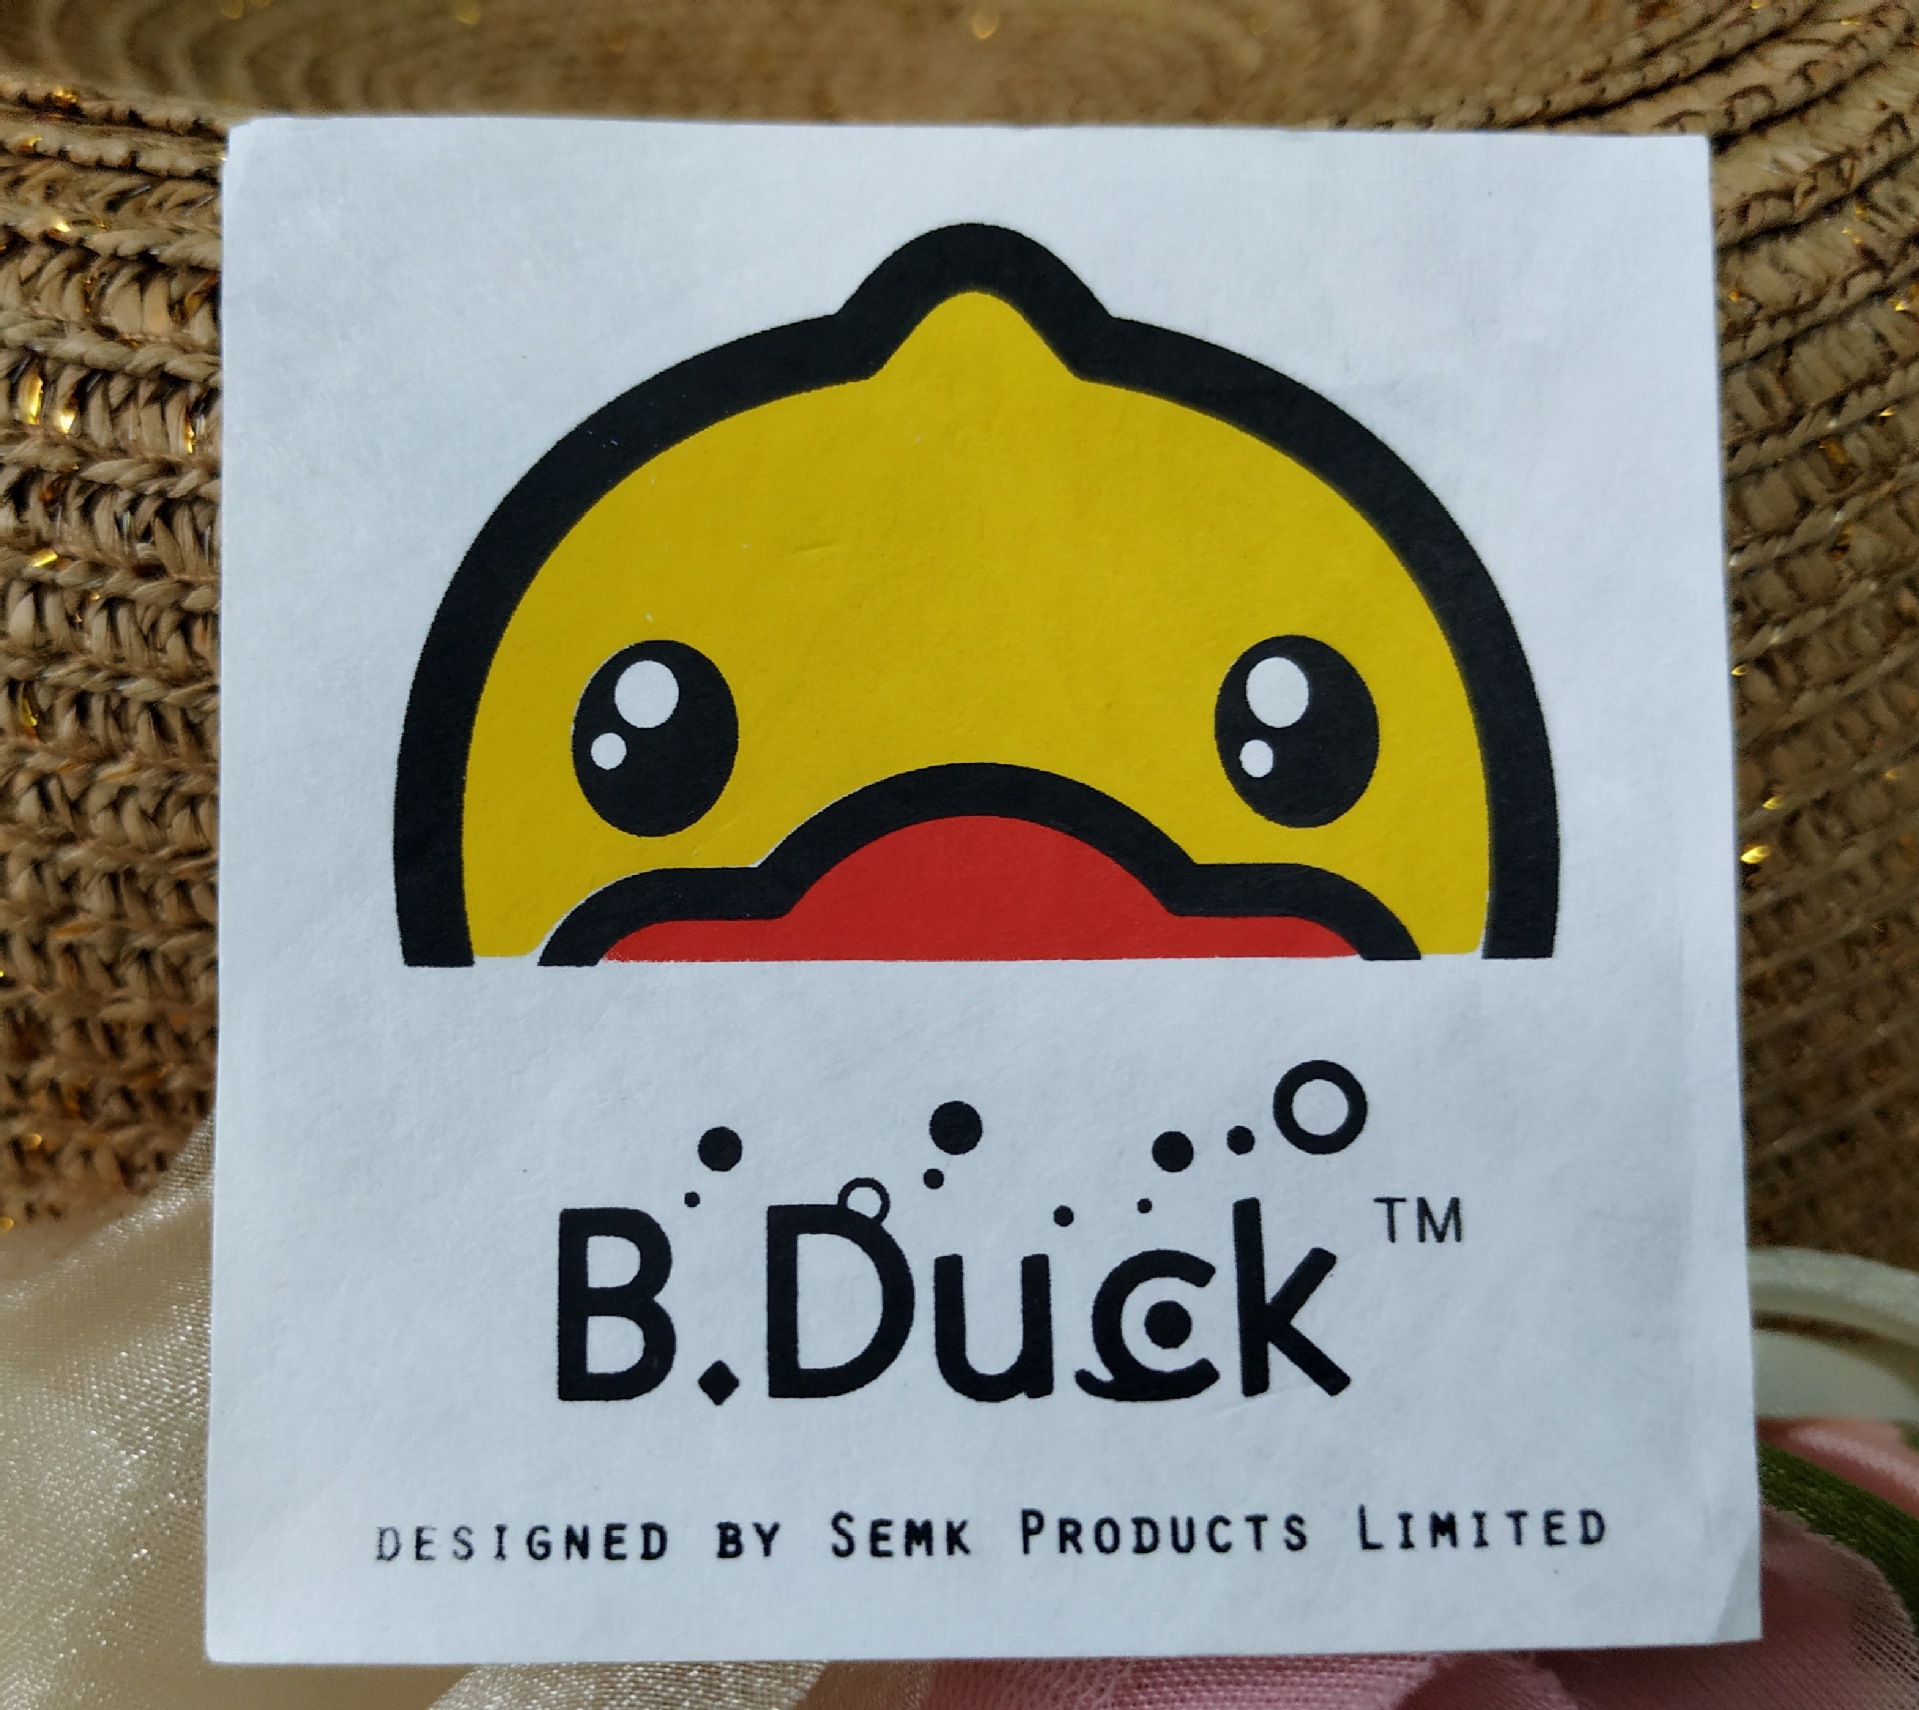 B.Duck™
DESIGNED BY SEMK PRODUCTS LIMITED